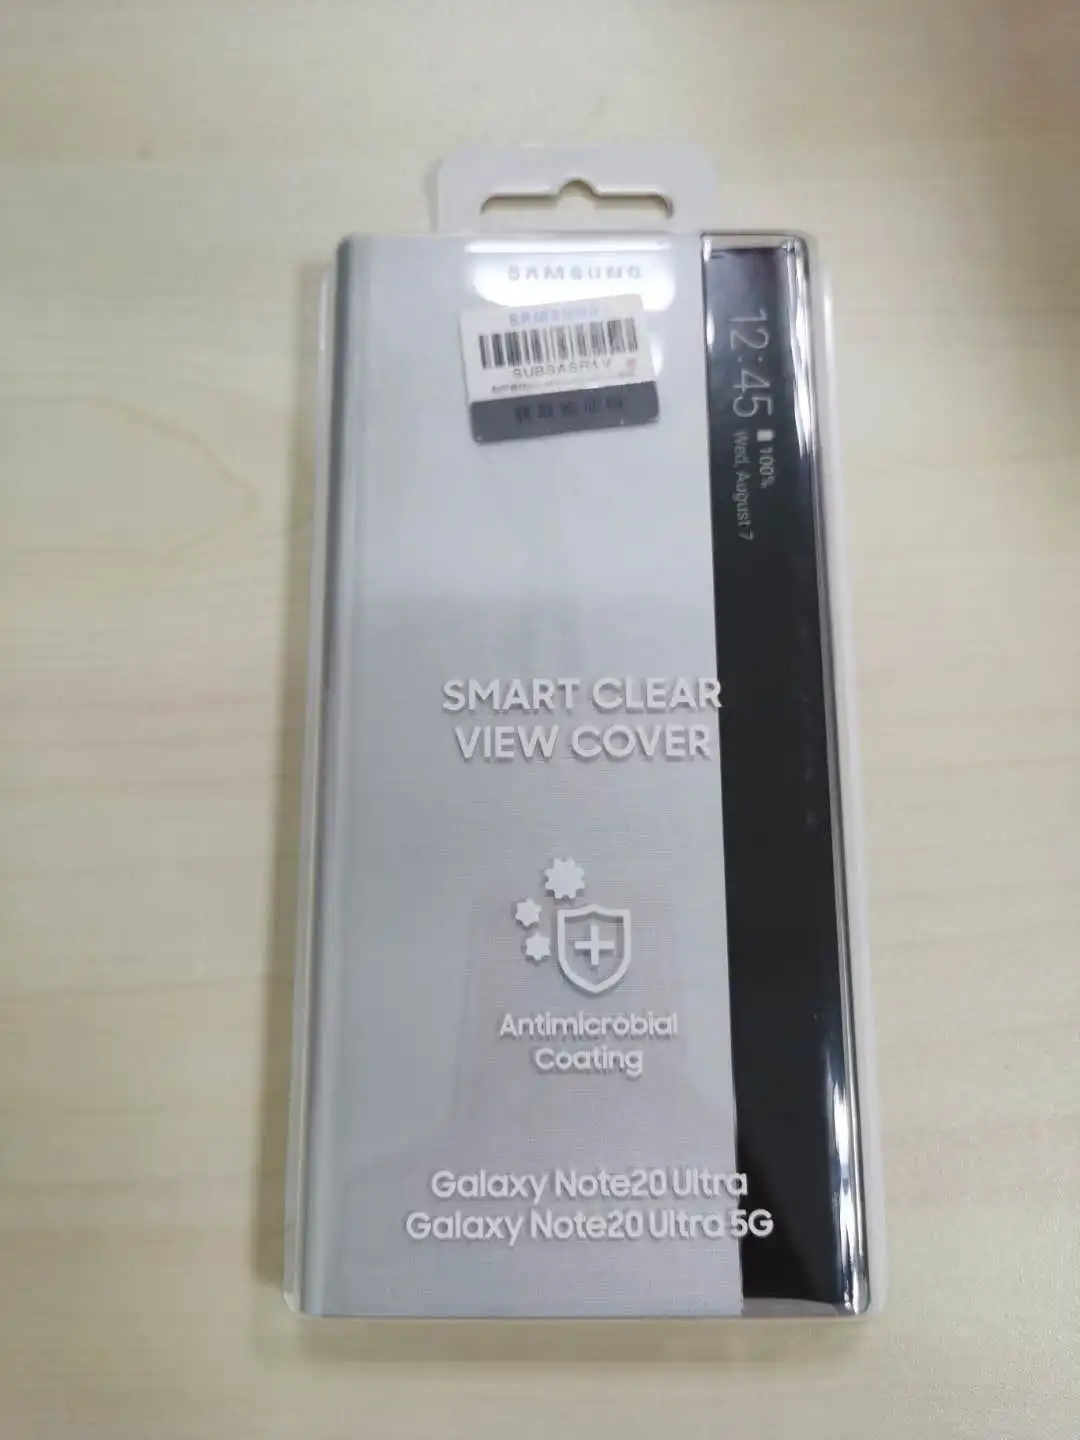 SAMSUNG
SAMSUNG
12:45
100%
Wed, August 7
SMART CLEAR
VIEW COVER
Antimicrobial
Coating
Galaxy Note20 Ultra
Galaxy Note20 Ultra 5G